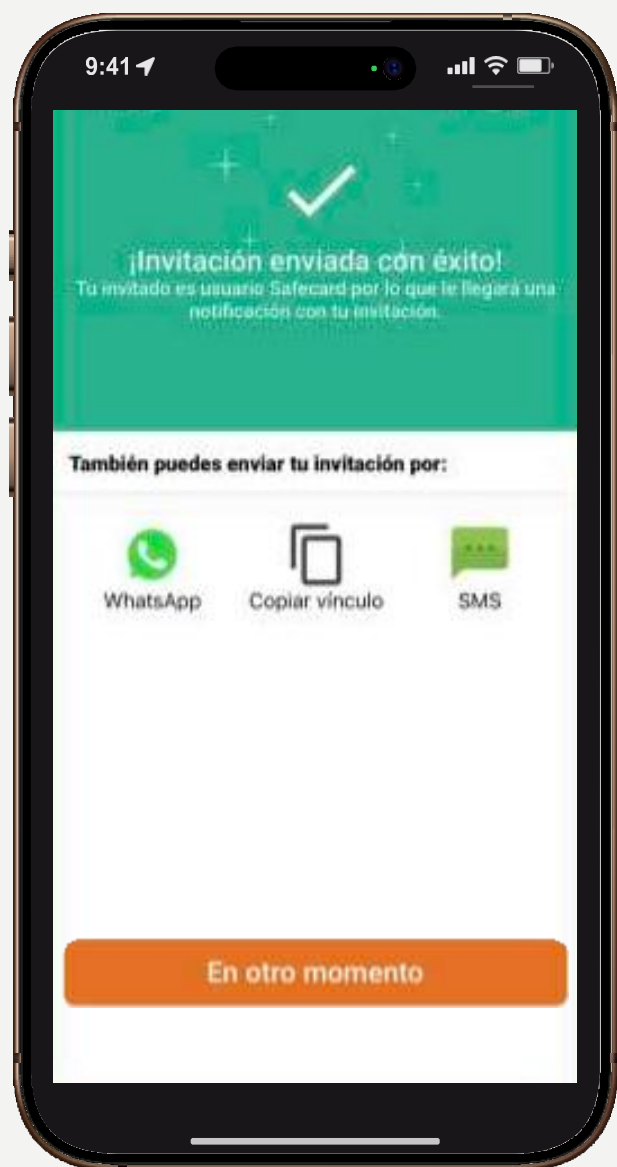 9:41
¡Invitación enviada con éxito!
Tu invitado es usuario Safecard por lo que le llegará una
notificación con tu invitación.
También puedes enviar tu invitación por:
WhatsApp Copiar vínculo SMS
En otro momento